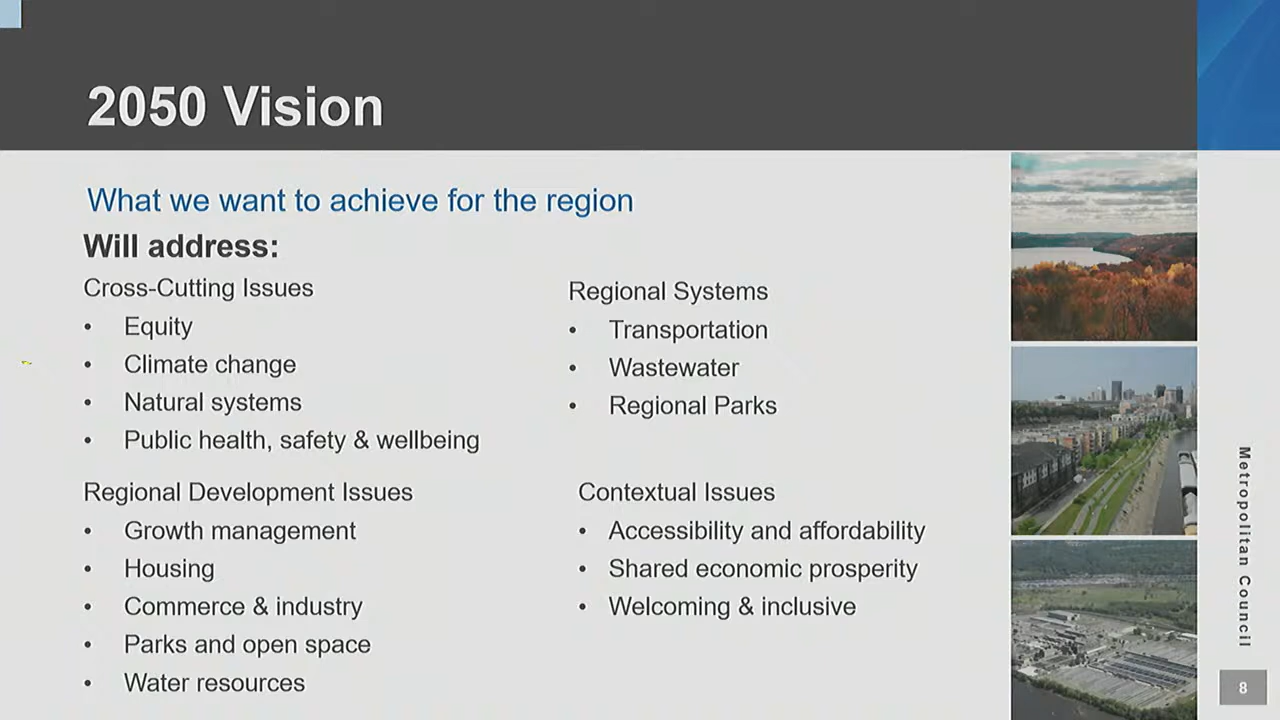 2050 Vision
What we want to achieve for the region
Will address:
Cross-Cutting Issues
• Equity
• Climate change
• Natural systems
• Public health, safety & wellbeing
Regional Systems
• Transportation
• Wastewater
• Regional Parks
Regional Development Issues
• Growth management
• Housing
• Commerce & industry
• Parks and open space
• Water resources
Contextual Issues
• Accessibility and affordability
• Shared economic prosperity
• Welcoming & inclusive
Metropolitan Council
8